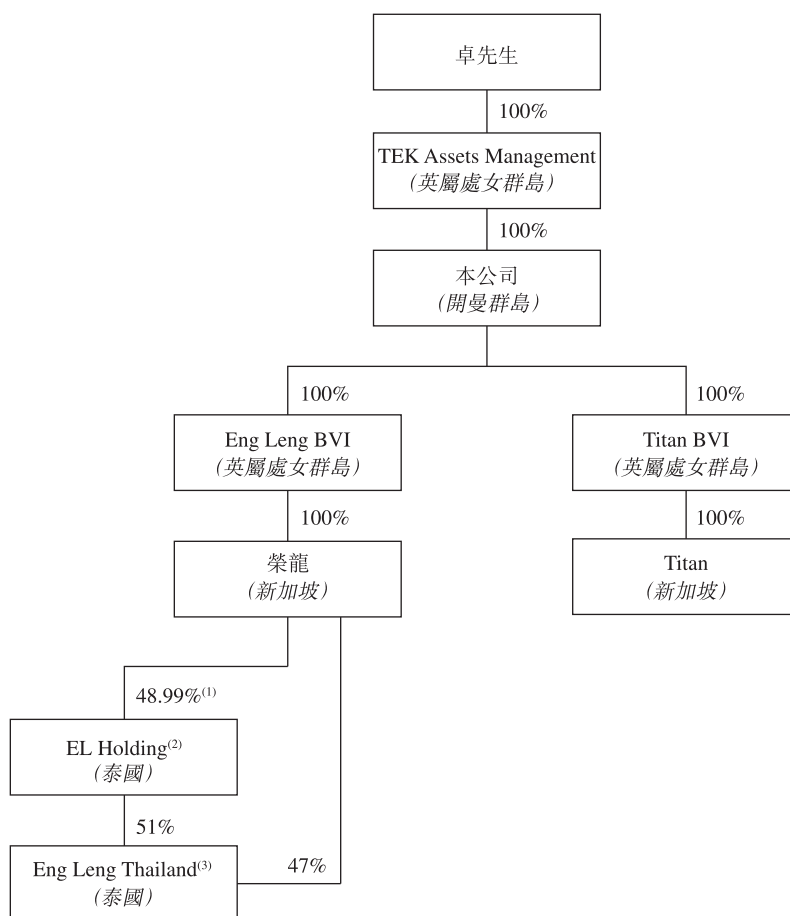 卓先生
100%
TEK Assets Management
(英屬處女群島)
100%
本公司
(開曼群島)
100%
100%
Eng Leng BVI
(英屬處女群島)
Titan BVI
(英屬處女群島)
100%
100%
榮龍
(新加坡)
Titan
(新加坡)
48.99%(1)
EL Holding(2)
(泰國)
51%
Eng Leng Thailand(3)
(泰國)
47%